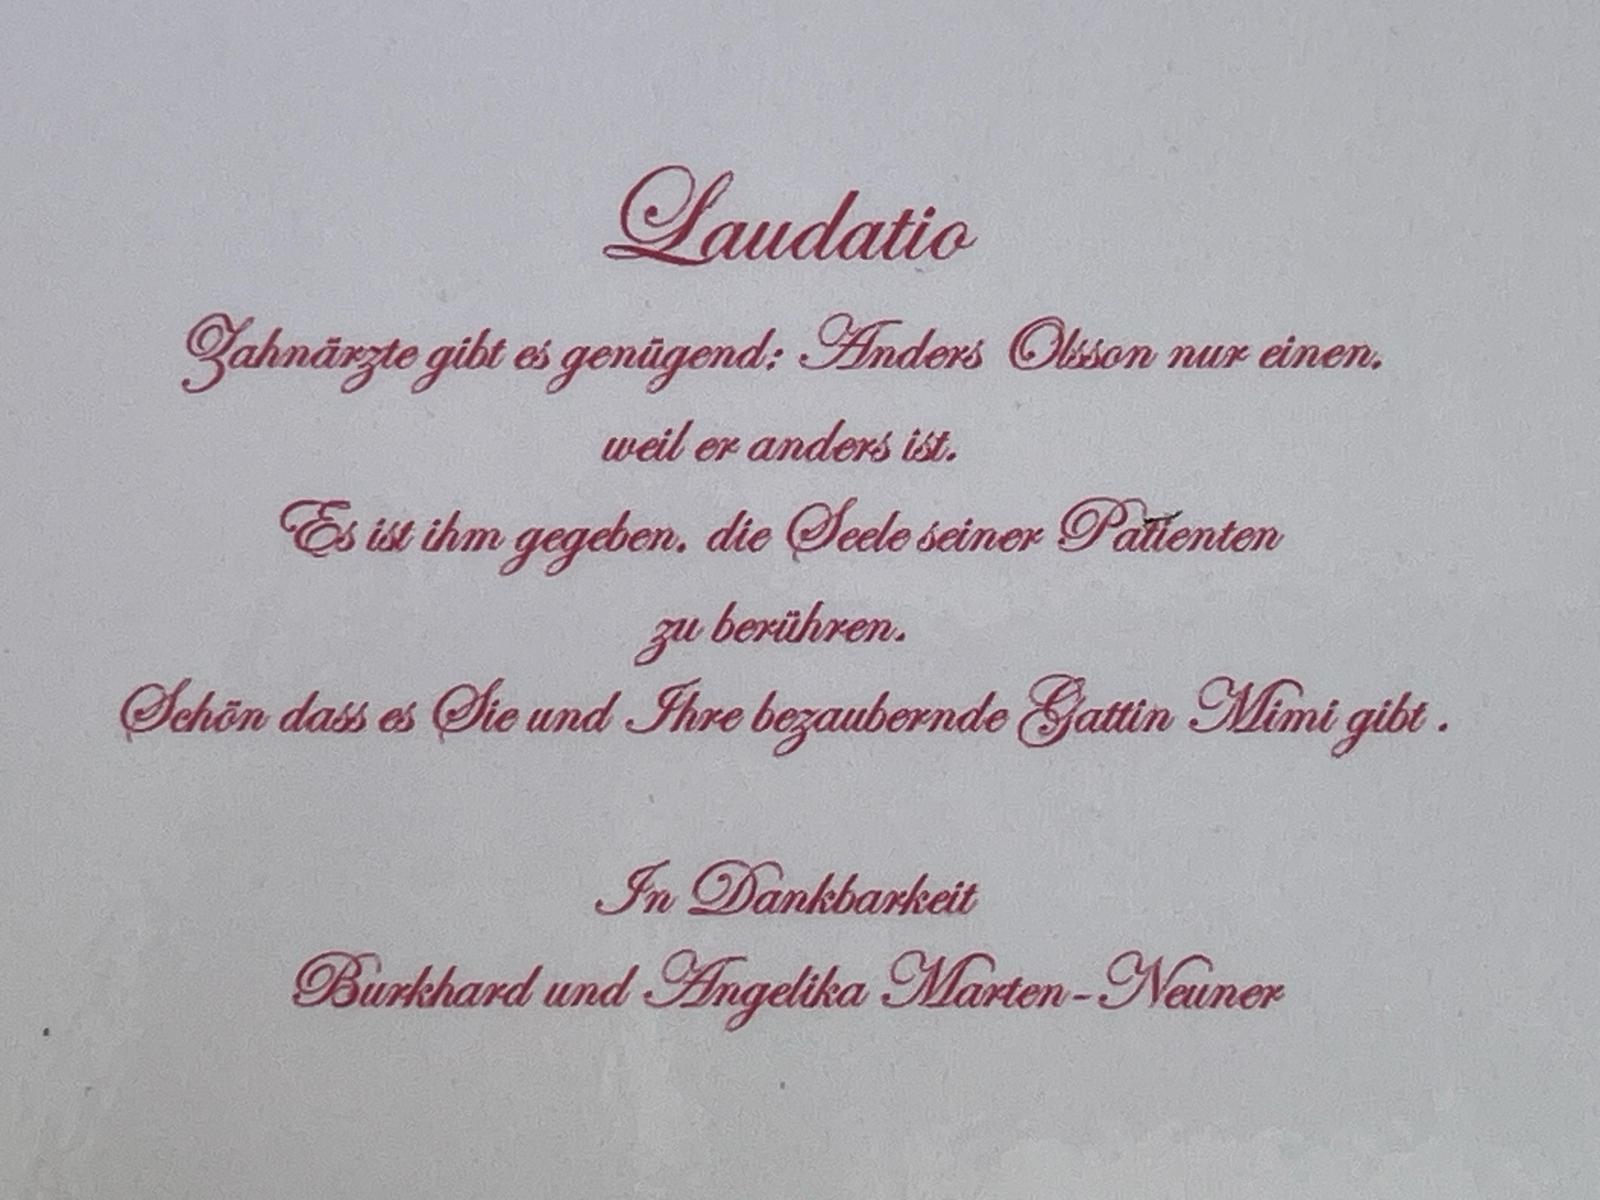 Laudatio
Zahnärzte gibt es genügend: Anders Olsson nur einen.
weil er anders ist.
Es ist ihm gegeben. die Seele seiner Patienten
zu berühren.
Schön dass es Sie und Ihre bezaubernde Gattin Mimi gibt .
In Dankbarkeit
Burkhard und Angelika Marten-Neuner